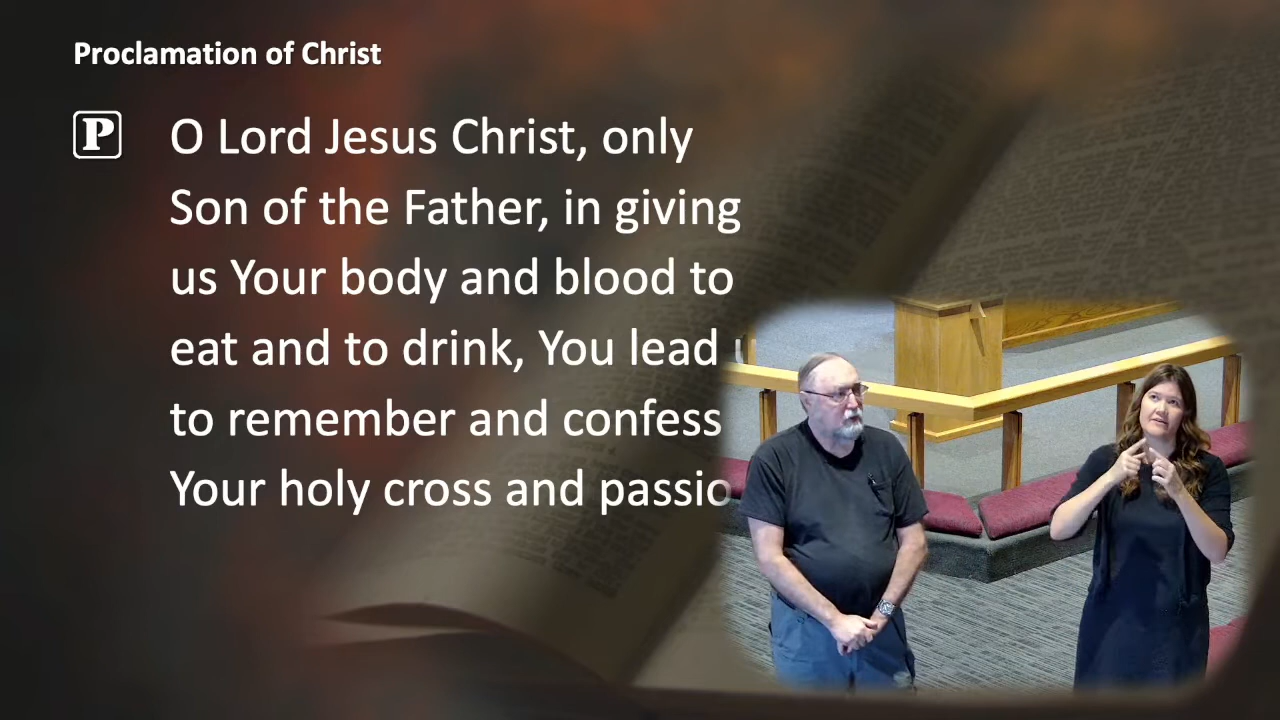 Proclamation of Christ
P O Lord Jesus Christ, only
Son of the Father, in giving
us Your body and blood to
eat and to drink, You lead
to remember and confess
Your holy cross and